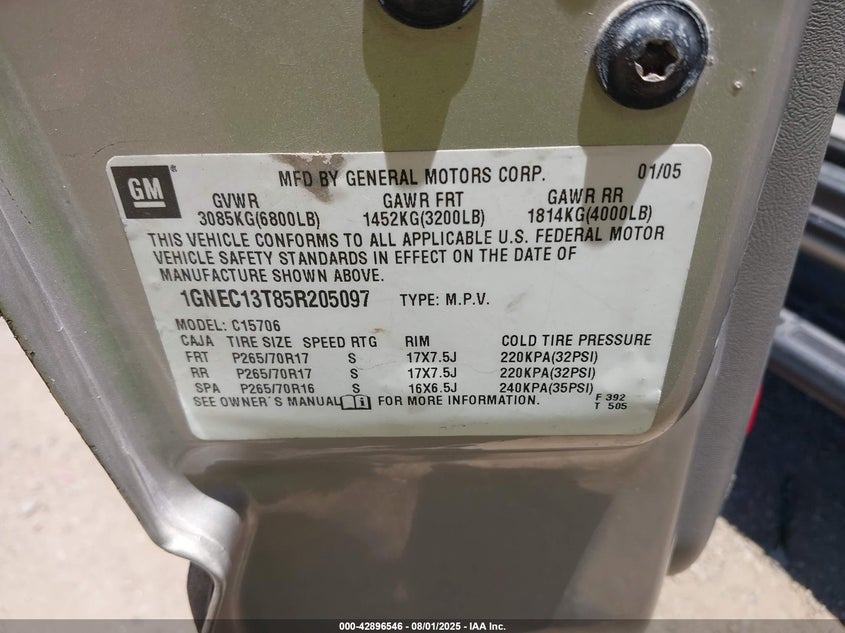 GM ® MFD BY GENERAL MOTORS CORP. 01/05
GVWR GAWR FRT GAWR RR
3085KG(6800LB) 1452KG(3200LB) 1814KG(4000LB)
THIS VEHICLE CONFORMS TO ALL APPLICABLE U.S. FEDERAL MOTOR
VEHICLE SAFETY STANDARDS IN EFFECT ON THE DATE OF
MANUFACTURE SHOWN ABOVE.
1GNEC13T85R205097 TYPE: M.P.V.
MODEL: C15706
CAJA TIRE SIZE SPEED RTG RIM COLD TIRE PRESSURE
FRT P265/70R17 S 17X7.5J 220KPA(32PSI)
RR P265/70R17 S 17X7.5J 220KPA(32PSI)
SPA P265/70R16 S 16X6.5J 240KPA(35PSI)
SEE OWNER'S MANUAL FOR MORE INFORMATION.
F 392
T 505
000-42896546 - 08/01/2025 - IAA Inc.